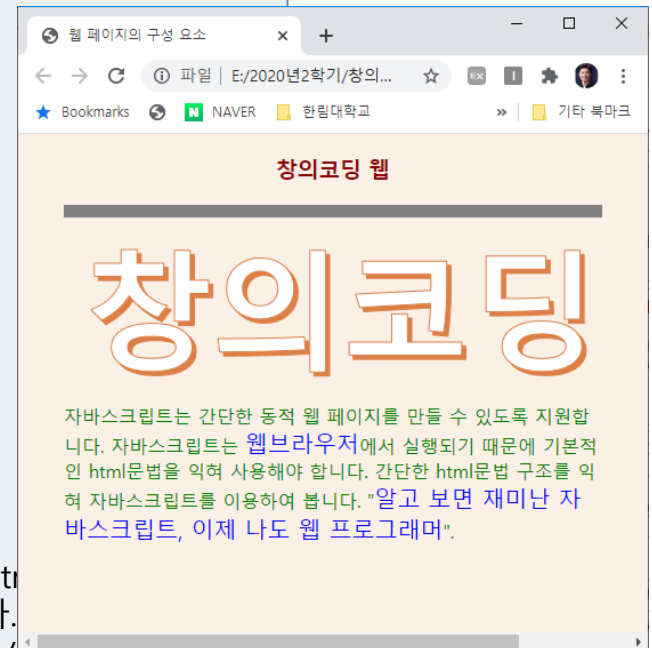 웹 페이지의 구성 요소
파일 | E:/2020년2학기/창의...
Bookmarks NAVER 한림대학교 » 기타 북마크
창의코딩 웹
창의코딩
자바스크립트는 간단한 동적 웹 페이지를 만들 수 있도록 지원합
니다. 자바스크립트는 웹브라우저에서 실행되기 때문에 기본적
인 html문법을 익혀 사용해야 합니다. 간단한 html문법 구조를 익
혀 자바스크립트를 이용하여 봅니다. "알고 보면 재미난 자
바스크립트, 이제 나도 웹 프로그래머".